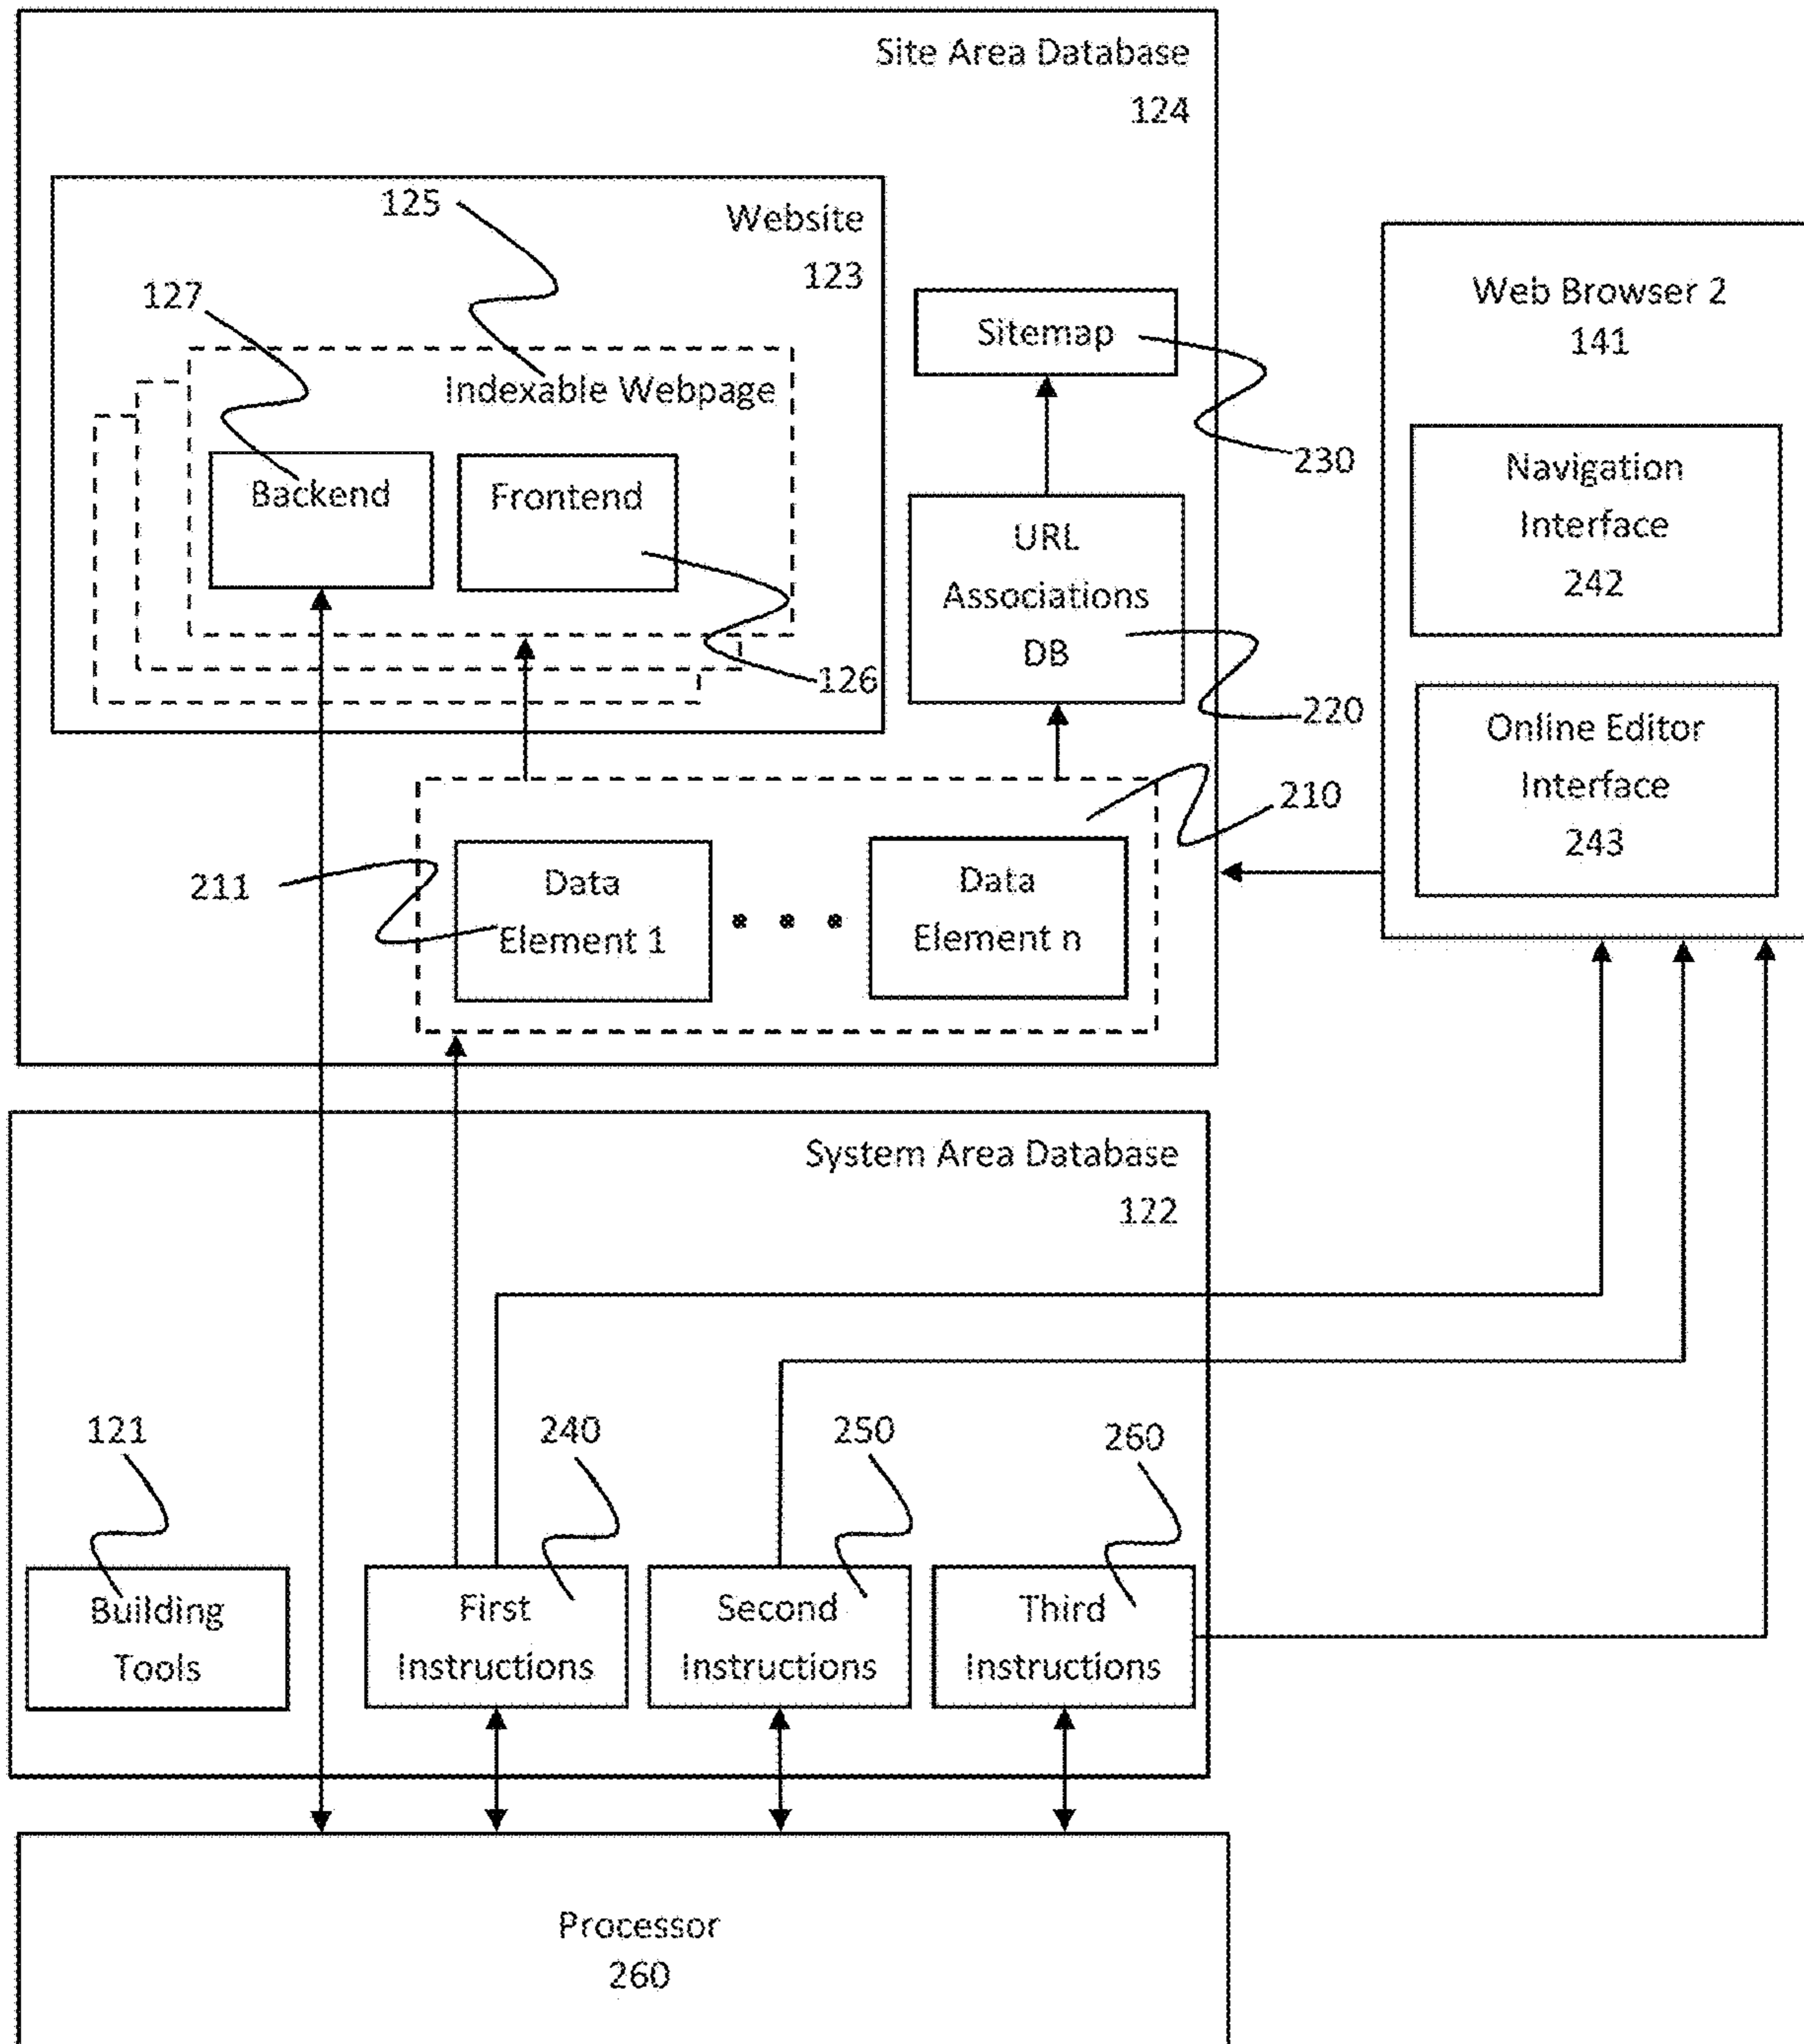 Site Area Database
124
Website
123
125
127
Indexable Webpage
Backend
Frontend
126
Sitemap
230
URL
Associations
DB
220
210
211
Data
Element 1
Data
Element n
Web Browser 2
141
Navigation
Interface
242
Online Editor
Interface
243
System Area Database
122
121
240
250
260
Building
Tools
First
Instructions
Second
Instructions
Third
Instructions
Processor
260